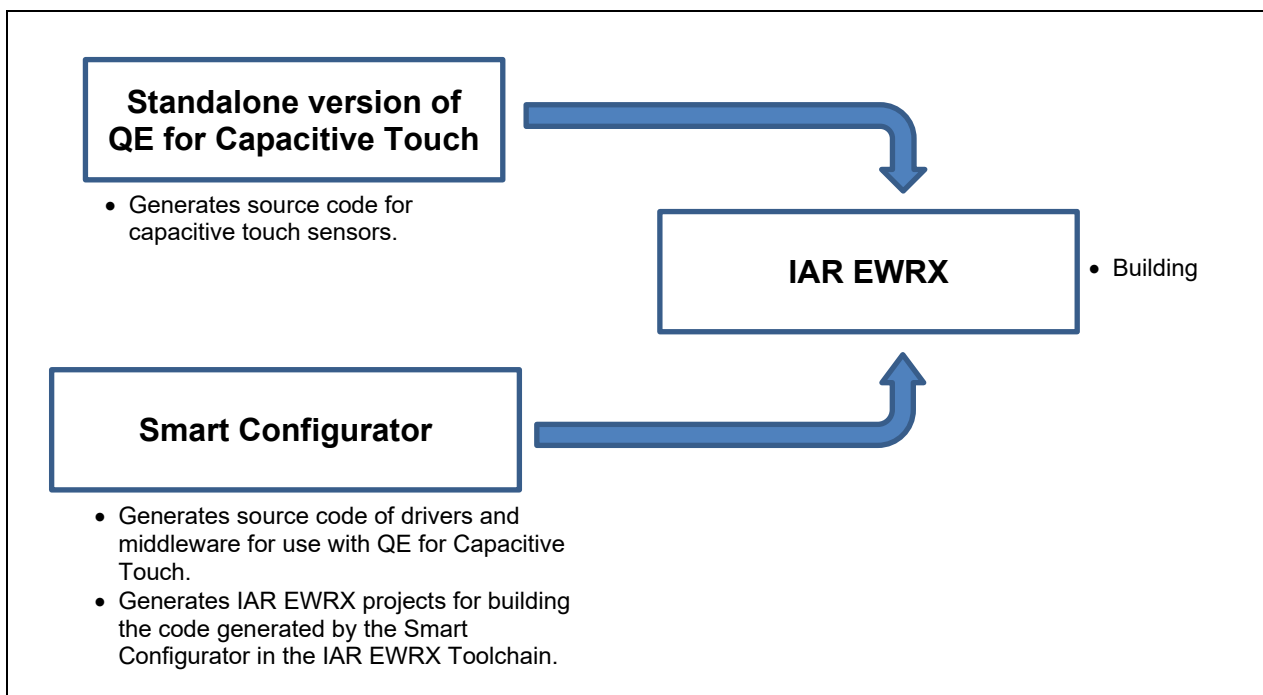 Standalone version of
QE for Capacitive Touch
• Generates source code for
capacitive touch sensors.
IAR EWRX
• Building
Smart Configurator
• Generates source code of drivers and
middleware for use with QE for Capacitive
Touch.
• Generates IAR EWRX projects for building
the code generated by the Smart
Configurator in the IAR EWRX Toolchain.